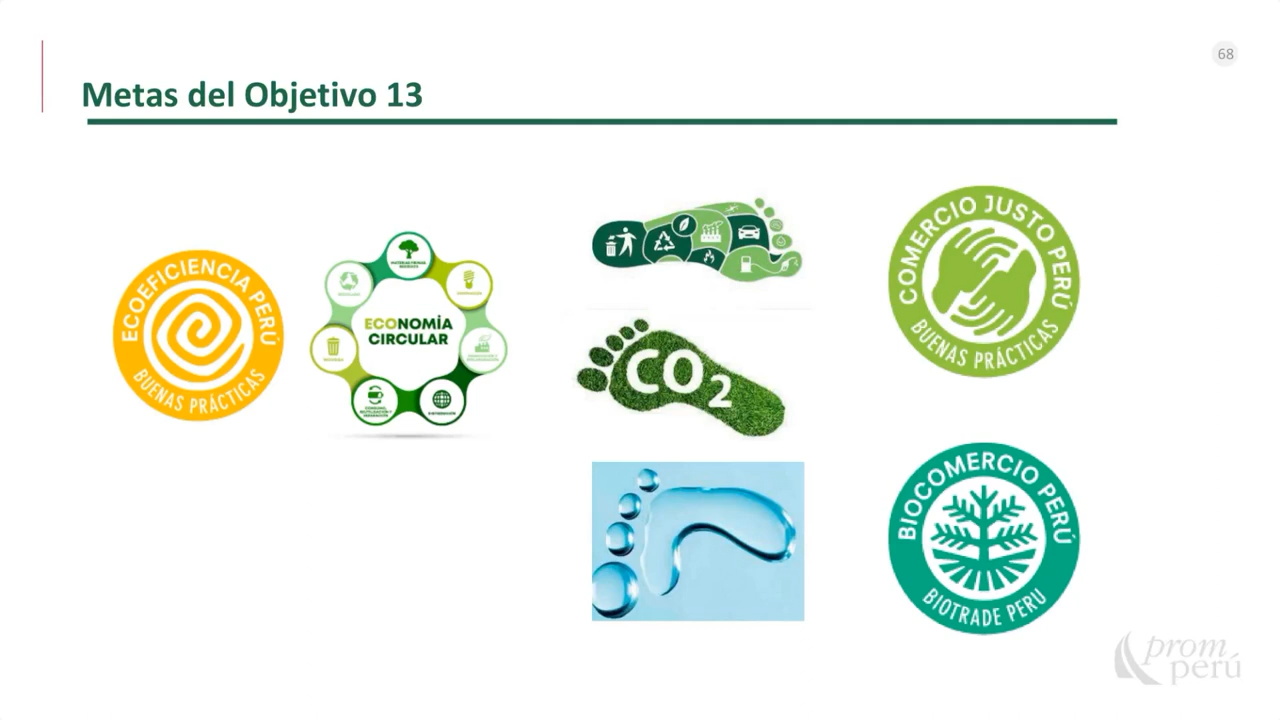 68
Metas del Objetivo 13
ECOEFICIENCIA PERÚ
BUENAS PRÁCTICAS
ECONOMÍA
CIRCULAR
CO2
COMERCIO JUSTO PERÚ
BUENAS PRÁCTICAS
BIOCOMERCIO PERÚ
BIOTRADE PERU
prom
perú